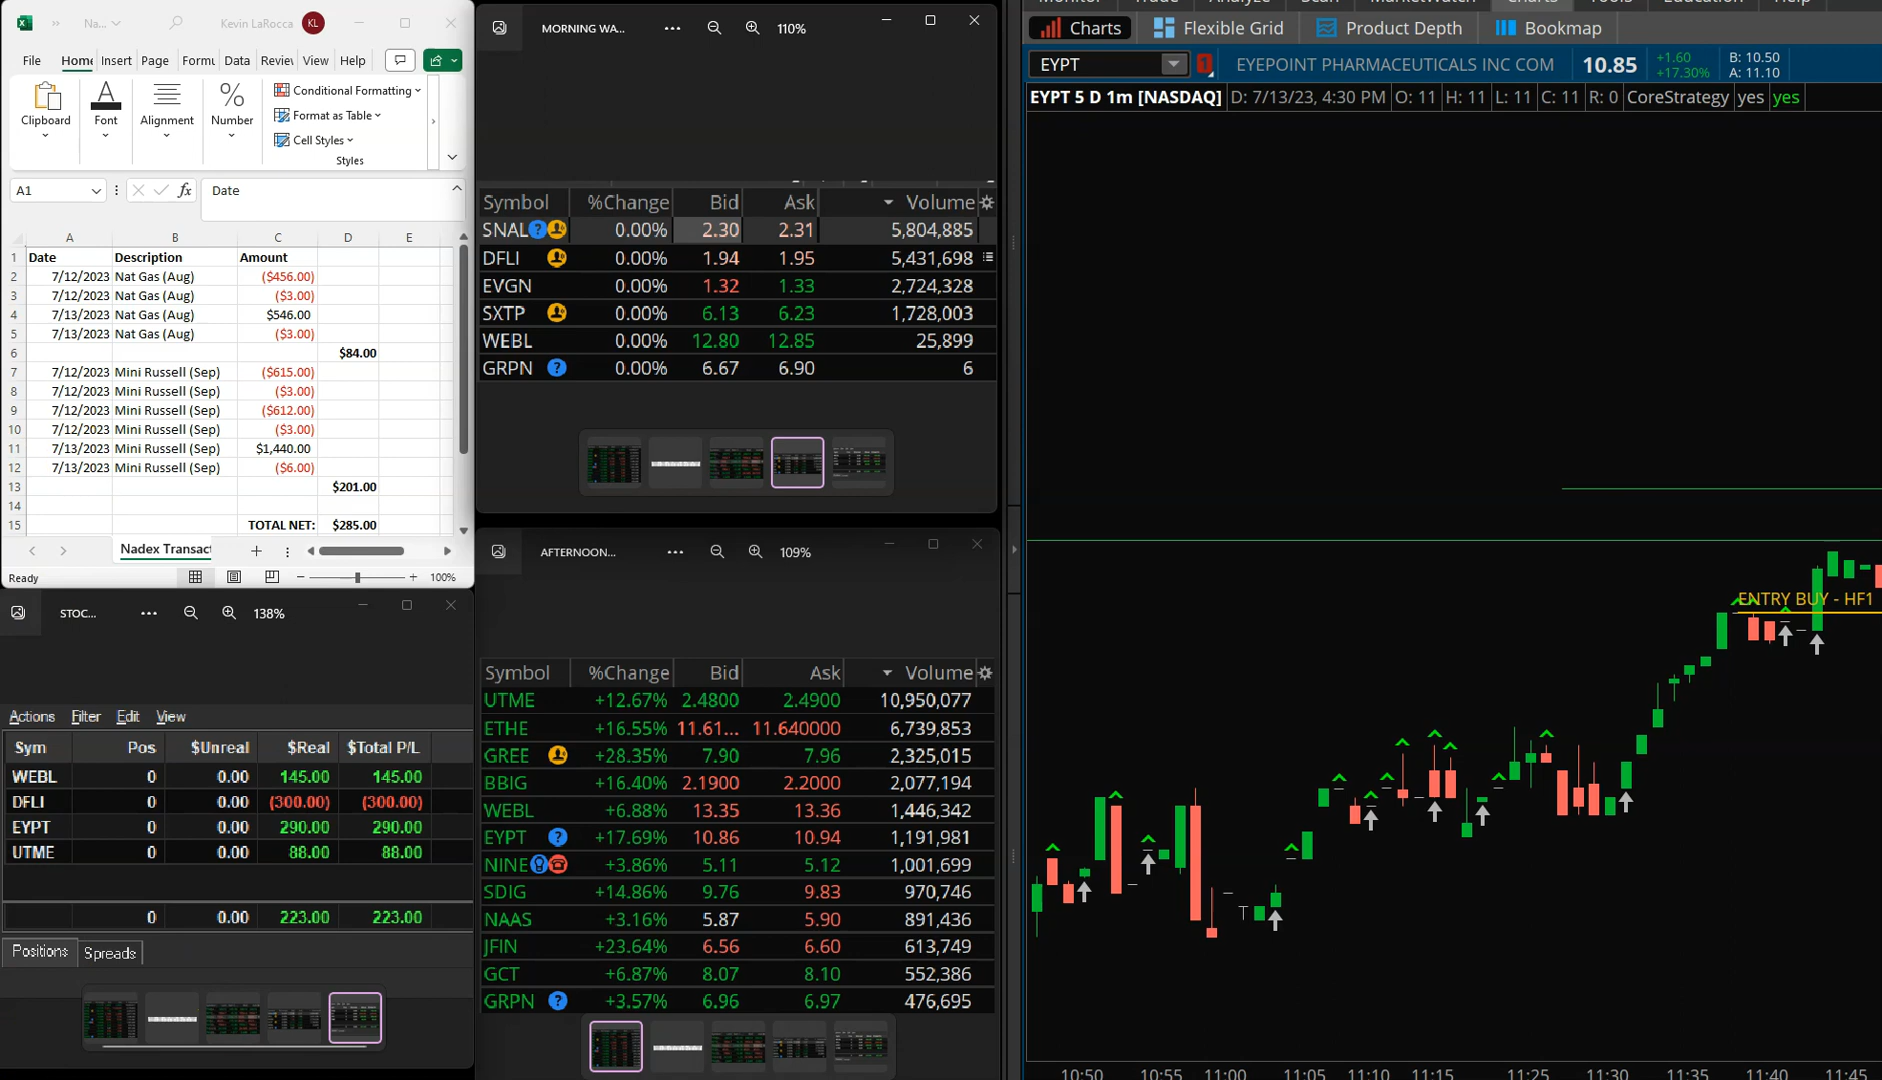 Na...
Kevin LaRocca
KL
File Home Insert Page Formu Data Review View Help
Clipboard
Font
Alignment
Number
Conditional Formatting
Format as Table
Cell Styles
Styles
A1
fx
Date
A B C D E
1 Date Description Amount
2 7/12/2023 Nat Gas (Aug) ($456.00)
3 7/12/2023 Nat Gas (Aug) ($3.00)
4 7/13/2023 Nat Gas (Aug) $546.00
5 7/13/2023 Nat Gas (Aug) ($3.00)
6 $84.00
7 7/12/2023 Mini Russell (Sep) ($615.00)
8 7/12/2023 Mini Russell (Sep) ($3.00)
9 7/12/2023 Mini Russell (Sep) ($612.00)
10 7/12/2023 Mini Russell (Sep) ($3.00)
11 7/13/2023 Mini Russell (Sep) $1,440.00
12 7/13/2023 Mini Russell (Sep) ($6.00)
13 $201.00
14
15 TOTAL NET: $285.00
Nadex Transact
Ready
100%
STOC...
138%
Actions Filter Edit View
Sym Pos $Unreal $Real $Total P/L
WEBL 0 0.00 145.00 145.00
DFLI 0 0.00 (300.00) (300.00)
EYPT 0 0.00 290.00 290.00
UTME 0 0.00 88.00 88.00
0 0.00 223.00 223.00
Positions Spreads
MORNING WA...
110%
Symbol %Change Bid Ask Volume
SNAL 0.00% 2.30 2.31 5,804,885
DFLI 0.00% 1.94 1.95 5,431,698
EVGN 0.00% 1.32 1.33 2,724,328
SXTP 0.00% 6.13 6.23 1,728,003
WEBL 0.00% 12.80 12.85 25,899
GRPN 0.00% 6.67 6.90 6
AFTERNOON...
109%
Symbol %Change Bid Ask Volume
UTME +12.67% 2.4800 2.4900 10,950,077
ETHE +16.55% 11.61... 11.640000 6,739,853
GREE +28.35% 7.90 7.96 2,325,015
BBIG +16.40% 2.1900 2.2000 2,077,194
WEBL +6.88% 13.35 13.36 1,446,342
EYPT +17.69% 10.86 10.94 1,191,981
NINE +3.86% 5.11 5.12 1,001,699
SDIG +14.86% 9.76 9.83 970,746
NAAS +3.16% 5.87 5.90 891,436
JFIN +23.64% 6.56 6.60 613,749
GCT +6.87% 8.07 8.10 552,386
GRPN +3.57% 6.96 6.97 476,695
Monitor Trade Analyze Scan MarketWatch Charts Tools Education Help
Charts Flexible Grid Product Depth Bookmap
EYPT
1
EYEPOINT PHARMACEUTICALS INC COM
10.85
+1.60
+17.30%
B: 10.50
A: 11.10
EYPT 5 D 1m [NASDAQ] D: 7/13/23, 4:30 PM O: 11 H: 11 L: 11 C: 11 R: 0 CoreStrategy yes yes
ENTRY BUY - HF1
10:50 10:55 11:00 11:05 11:10 11:15 11:25 11:30 11:35 11:40 11:45